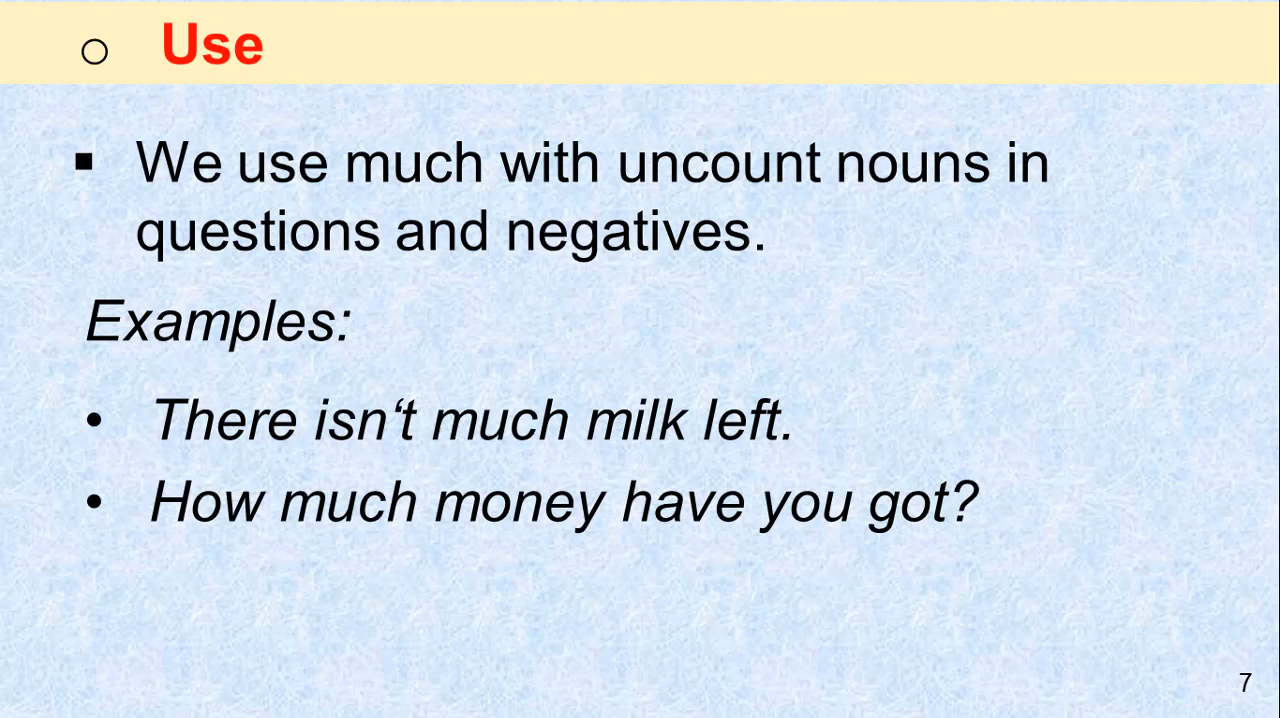 o Use
▪ We use much with uncount nouns in
questions and negatives.
Examples:
• There isn‘t much milk left.
• How much money have you got?
7